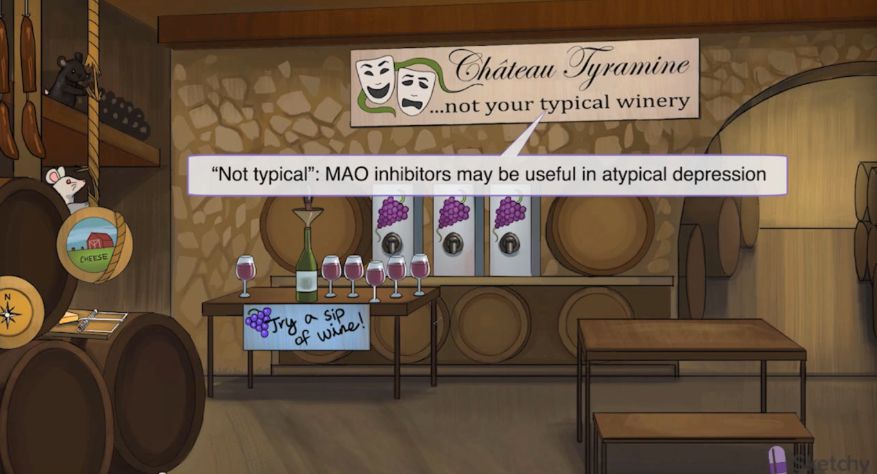 Château Tyramine
...not your typical winery
“Not typical”: MAO inhibitors may be useful in atypical depression
CHEESE
N
Try a sip
of wine!
Sketchy